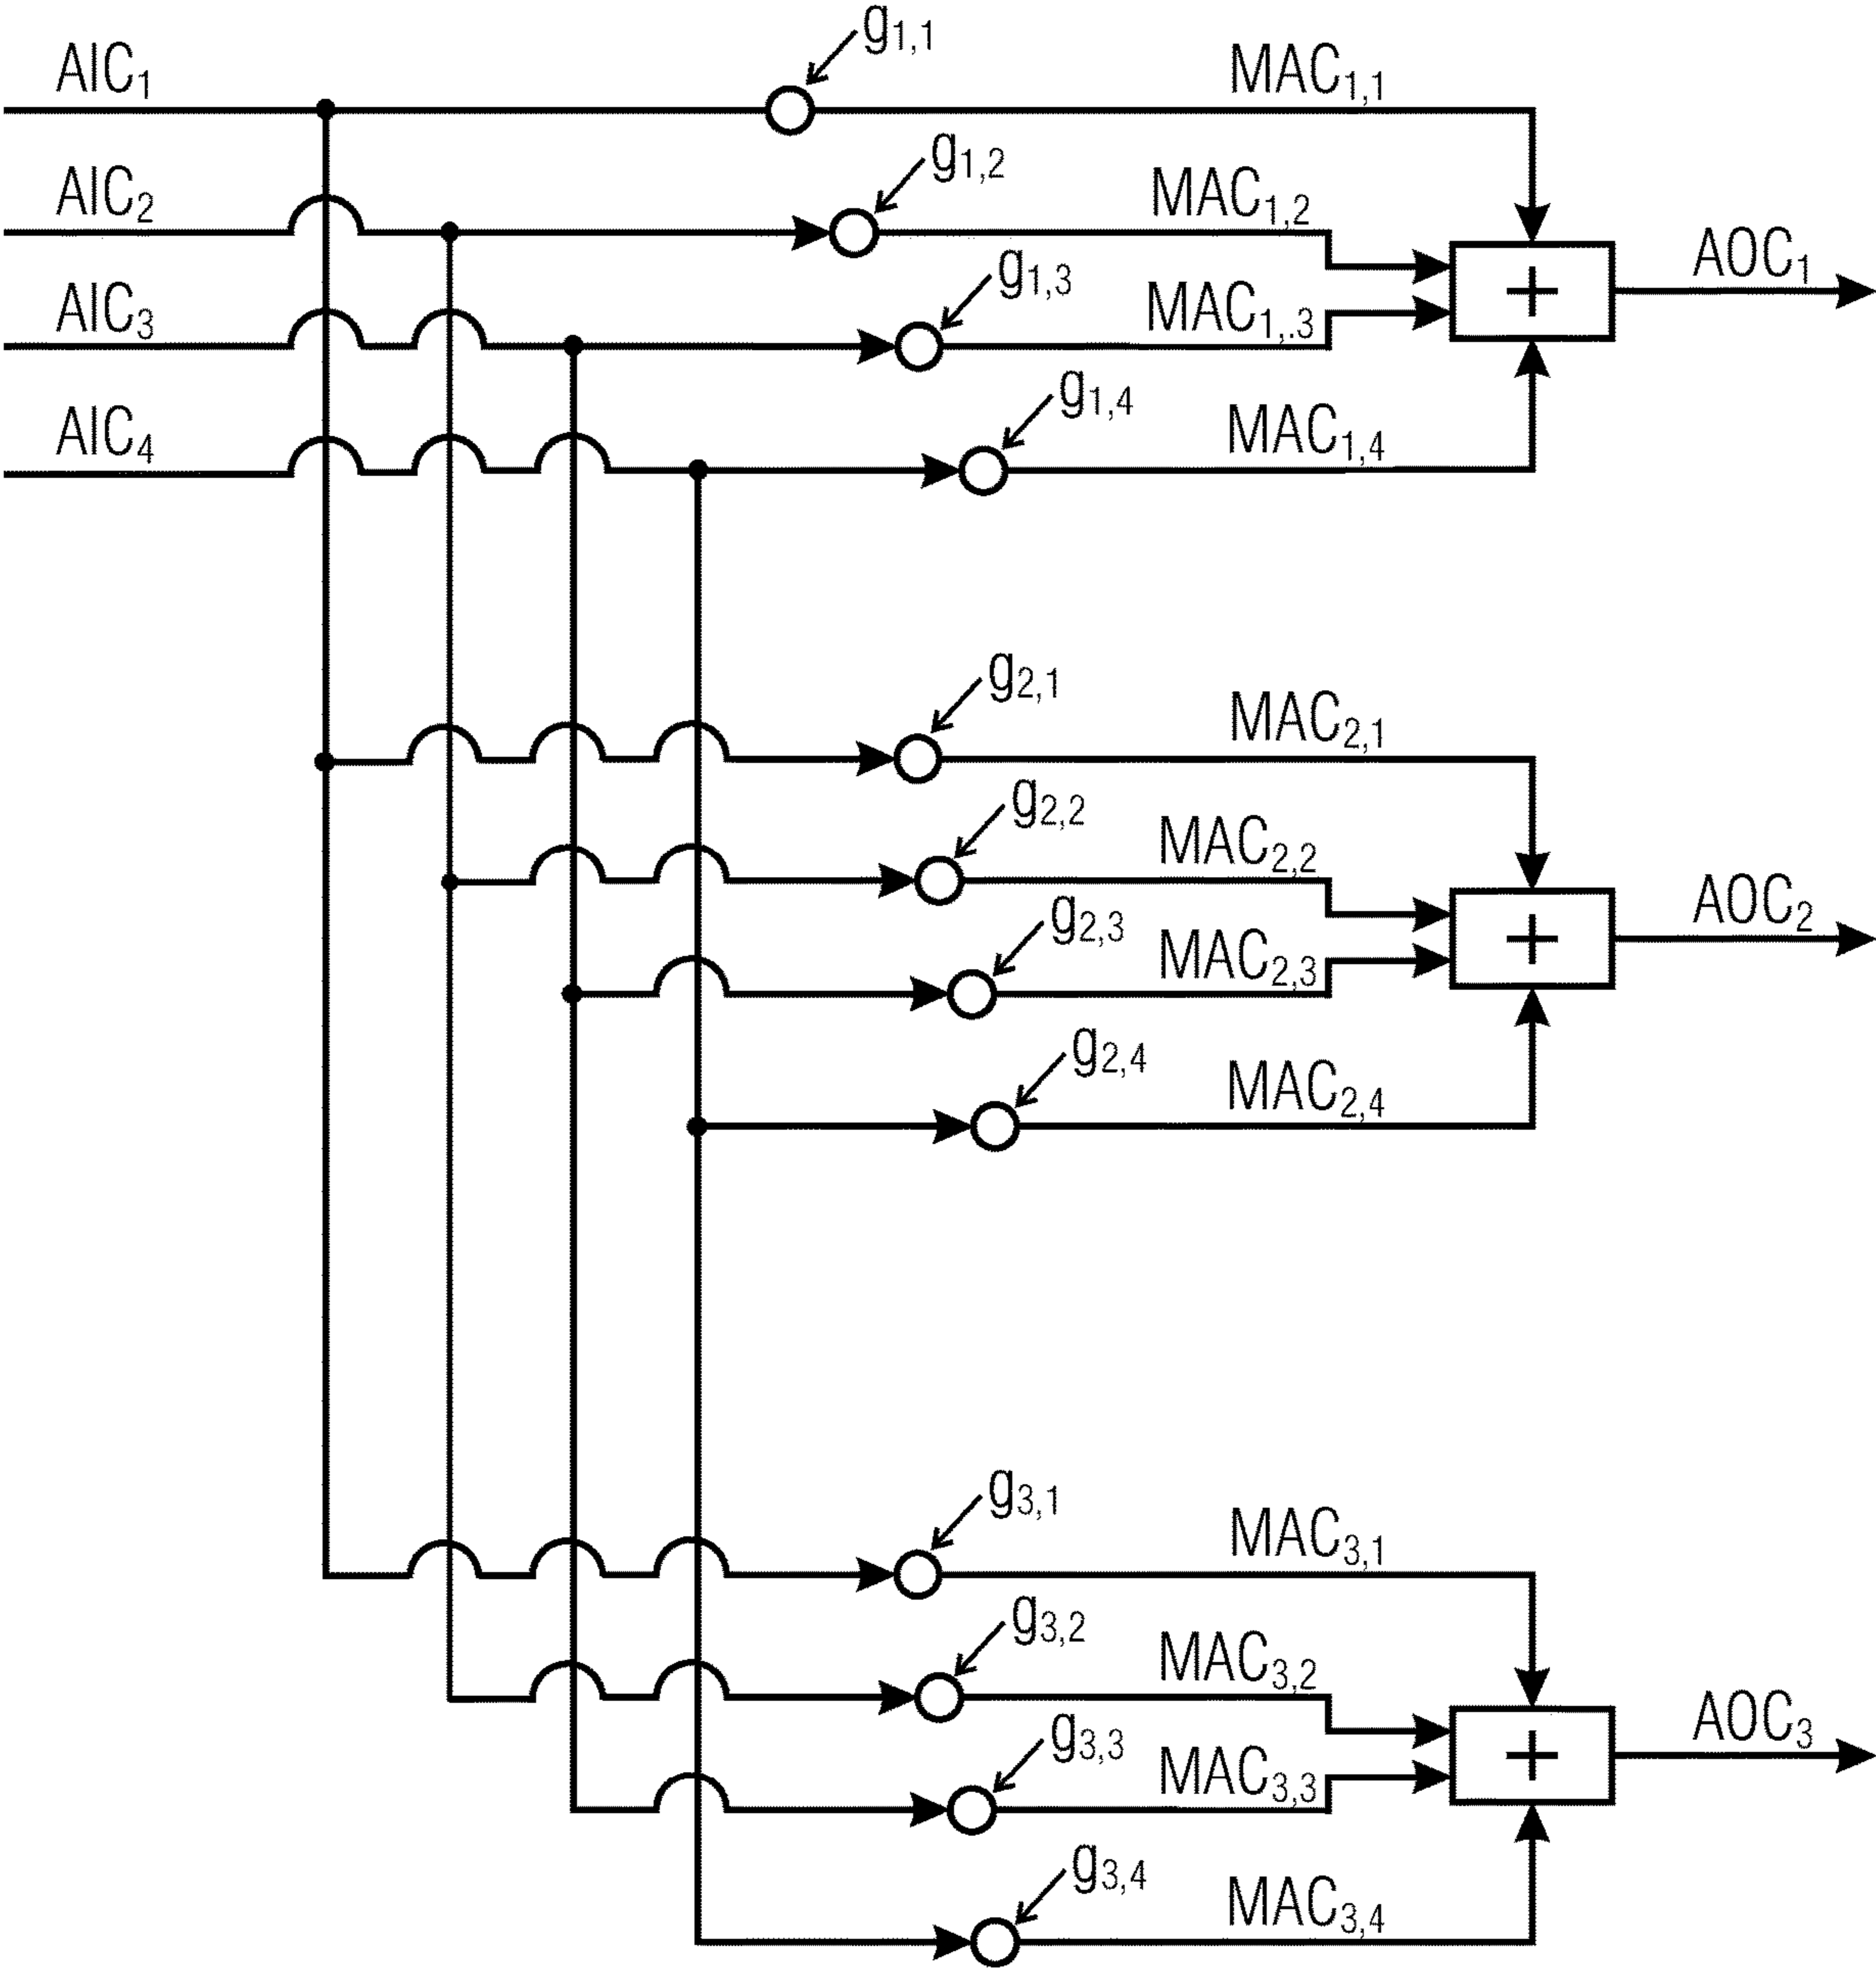 g1,1
AIC1
MAC1,1
g1,2
AIC2
MAC1,2
AOC1
g1,3
AIC3
MAC1,.3
+
g1,4
AIC4
MAC1,4
g2,1
MAC2,1
g2,2
MAC2,2
AOC2
g2,3
MAC2,3
+
g2,4
MAC2,4
g3,1
MAC3,1
g3,2
MAC3,2
AOC3
g3,3
MAC3,3
+
g3,4
MAC3,4